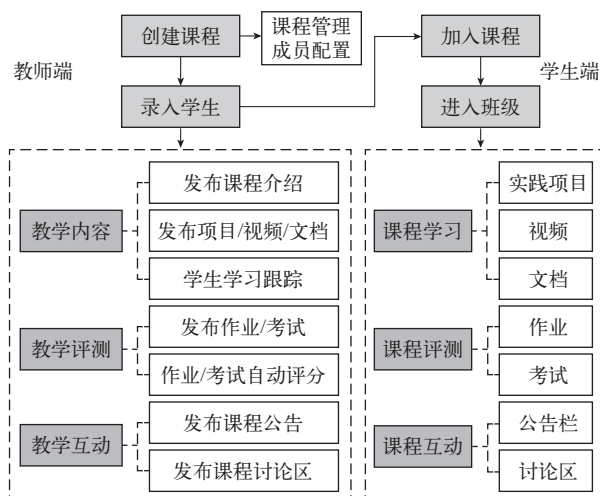 创建课程
课程管理
成员配置
加入课程
教师端
学生端
录入学生
进入班级
教学内容
发布课程介绍
发布项目/视频/文档
学生学习跟踪
教学评测
发布作业/考试
作业/考试自动评分
教学互动
发布课程公告
发布课程讨论区
课程学习
实践项目
视频
文档
课程评测
作业
考试
课程互动
公告栏
讨论区